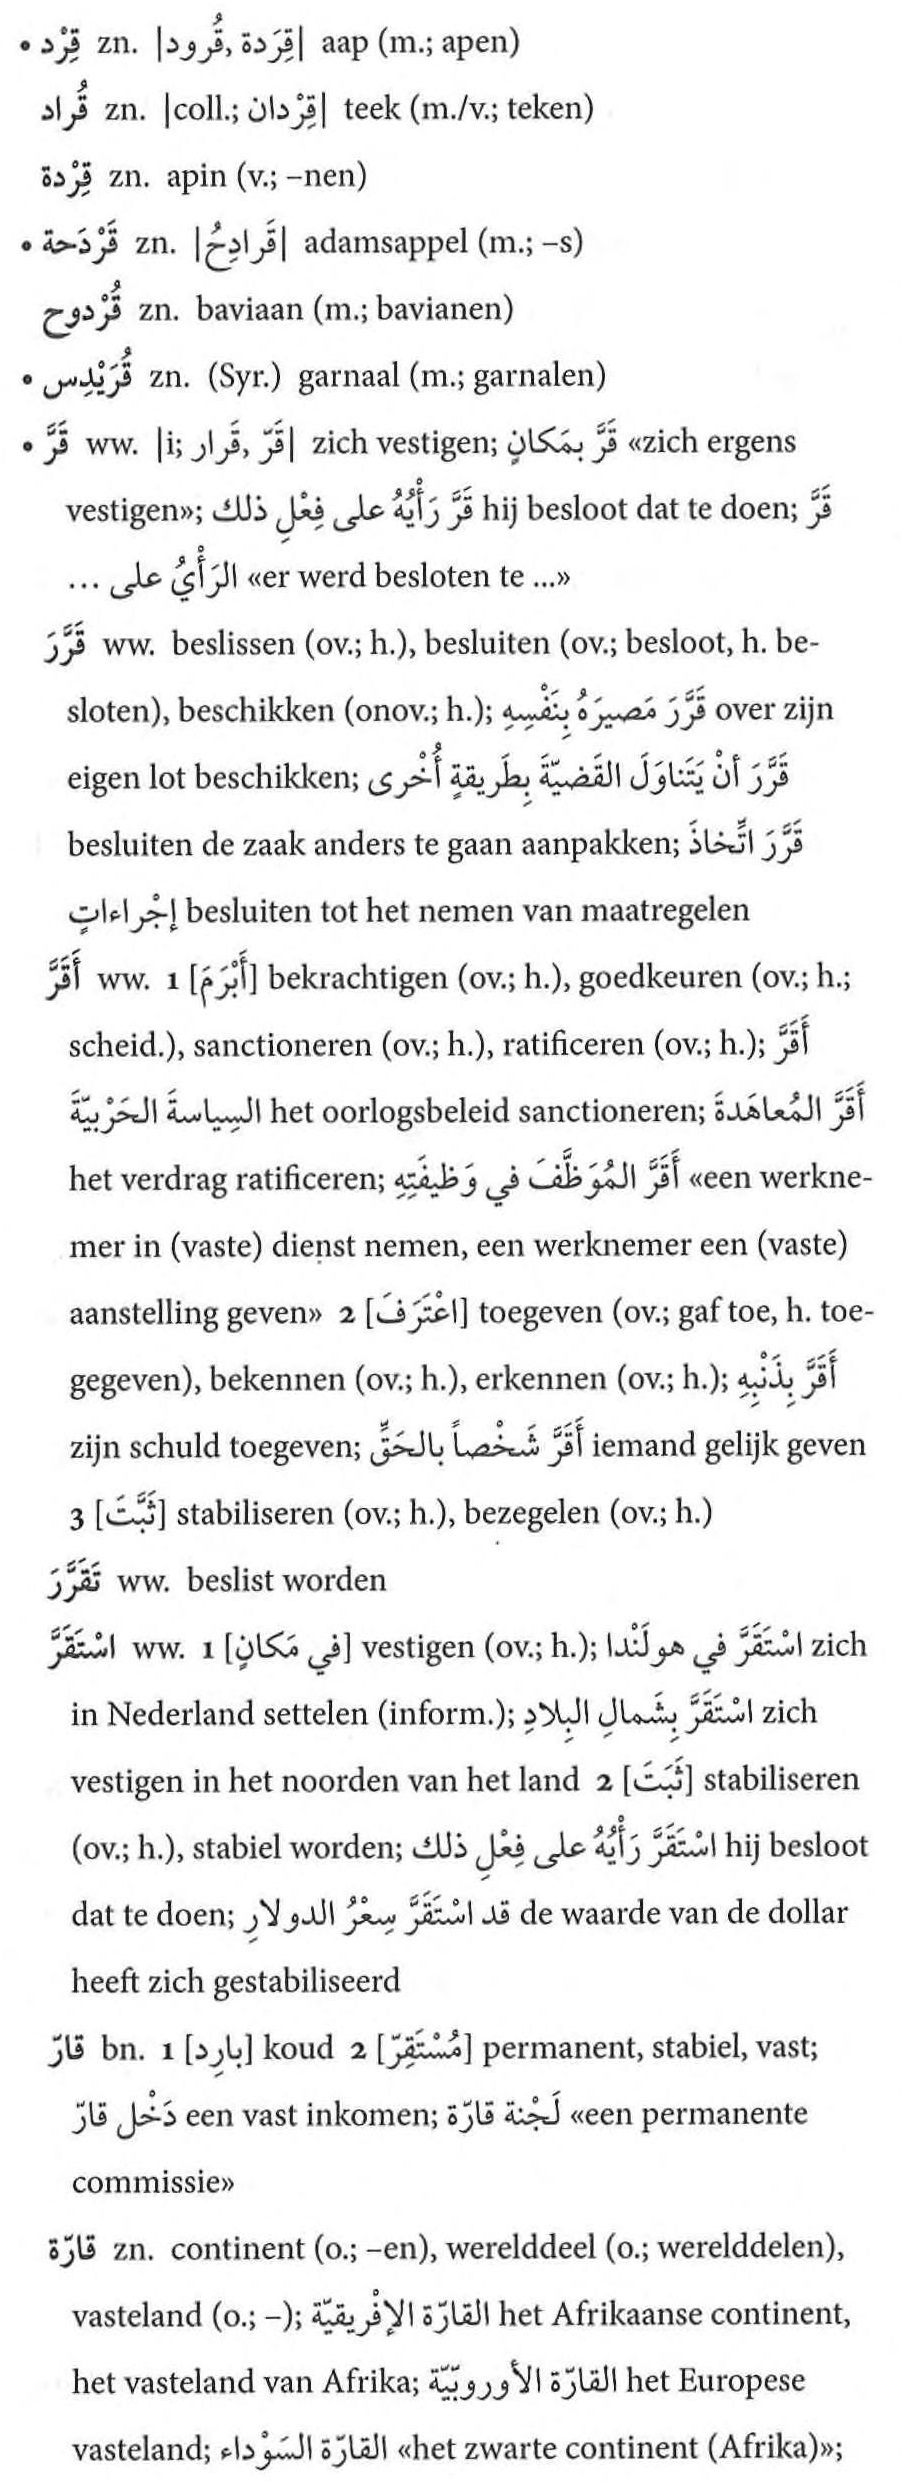 • قِرْد zn. |قِرَدة, قُرود| aap (m.; apen)
قُراد zn. |coll.; قِرْدان| teek (m./v.; teken)
قِرْدة zn. apin (v.; –nen)
• قَرْدَحة zn. |قَرادِحُ| adamsappel (m.; –s)
قُرْدوح zn. baviaan (m.; bavianen)
• قُرَيْدِس zn. (Syr.) garnaal (m.; garnalen)
• قَرَّ ww. |i; قَرّ, قَرار| zich vestigen; قَرَّ بِمَكانٍ «zich ergens
vestigen»; قَرَّ رَأْيُهُ على فِعْلِ ذلك hij besloot dat te doen; قَرَّ
الرَأْيُ على ... «er werd besloten te ...»
قَرَّرَ ww. beslissen (ov.; h.), besluiten (ov.; besloot, h. be-
sloten), beschikken (onov.; h.); قَرَّرَ مَصيرَهُ بِنَفْسِهِ over zijn
eigen lot beschikken; قَرَّرَ أنْ يَتَناوَلَ القَضيّةَ بِطَريقةٍ أُخْرى
besluiten de zaak anders te gaan aanpakken; قَرَّرَ اتِّخاذَ
إجْراءاتٍ besluiten tot het nemen van maatregelen
أَقَرَّ ww. 1 [أَبْرَمَ] bekrachtigen (ov.; h.), goedkeuren (ov.; h.;
scheid.), sanctioneren (ov.; h.), ratificeren (ov.; h.); أَقَرَّ
السِياسةَ الحَرْبيّةَ het oorlogsbeleid sanctioneren; أَقَرَّ المُعاهَدةَ
het verdrag ratificeren; أَقَرَّ المُوَظَّفَ في وَظيفَتِهِ «een werkne-
mer in (vaste) dienst nemen, een werknemer een (vaste)
aanstelling geven» 2 [اعْتَرَفَ] toegeven (ov.; gaf toe, h. toe-
gegeven), bekennen (ov.; h.), erkennen (ov.; h.); أَقَرَّ بِذَنْبِهِ
zijn schuld toegeven; أَقَرَّ شَخْصاً بالحَقِّ iemand gelijk geven
3 [ثَبَّتَ] stabiliseren (ov.; h.), bezegelen (ov.; h.)
تَقَرَّرَ ww. beslist worden
اسْتَقَرَّ ww. 1 [في مَكانٍ] vestigen (ov.; h.); اسْتَقَرَّ في هولَنْدا zich
in Nederland settelen (inform.); اسْتَقَرَّ بِشَمالِ البِلادِ zich
vestigen in het noorden van het land 2 [ثَبَتَ] stabiliseren
(ov.; h.), stabiel worden; اسْتَقَرَّ رَأْيُهُ على فِعْلِ ذلك hij besloot
dat te doen; قد اسْتَقَرَّ سِعْرُ الدولارِ de waarde van de dollar
heeft zich gestabiliseerd
قارّ bn. 1 [بارِد] koud 2 [مُسْتَقِرّ] permanent, stabiel, vast;
دَخْل قارّ een vast inkomen; لَجْنة قارّة «een permanente
commissie»
قارّة zn. continent (o.; –en), werelddeel (o.; werelddelen),
vasteland (o.; –); القارّة الإفْريقيّة het Afrikaanse continent,
het vasteland van Afrika; القارّة الأوروبّيّة het Europese
vasteland; القارّة السَوْداء «het zwarte continent (Afrika)»;